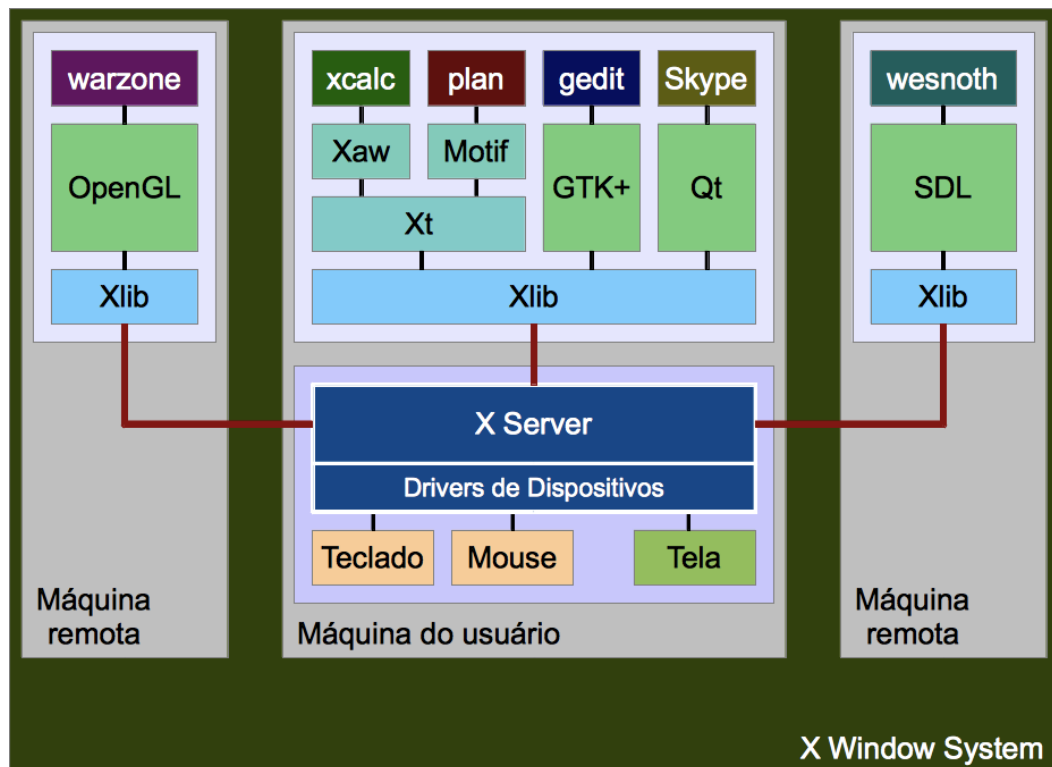 warzone
OpenGL
Xlib
Máquina
remota
xcalc
plan
gedit
Skype
Xaw
Motif
GTK+
Qt
Xt
Xlib
X Server
Drivers de Dispositivos
Teclado
Mouse
Tela
Máquina do usuário
wesnoth
SDL
Xlib
Máquina
remota
X Window System